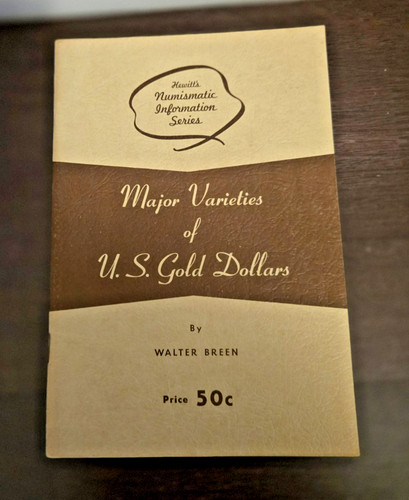 Hewitt's
Numismatic
Information
Series
Major Varieties
of
U. S. Gold Dollars
By
WALTER BREEN
Price 50c